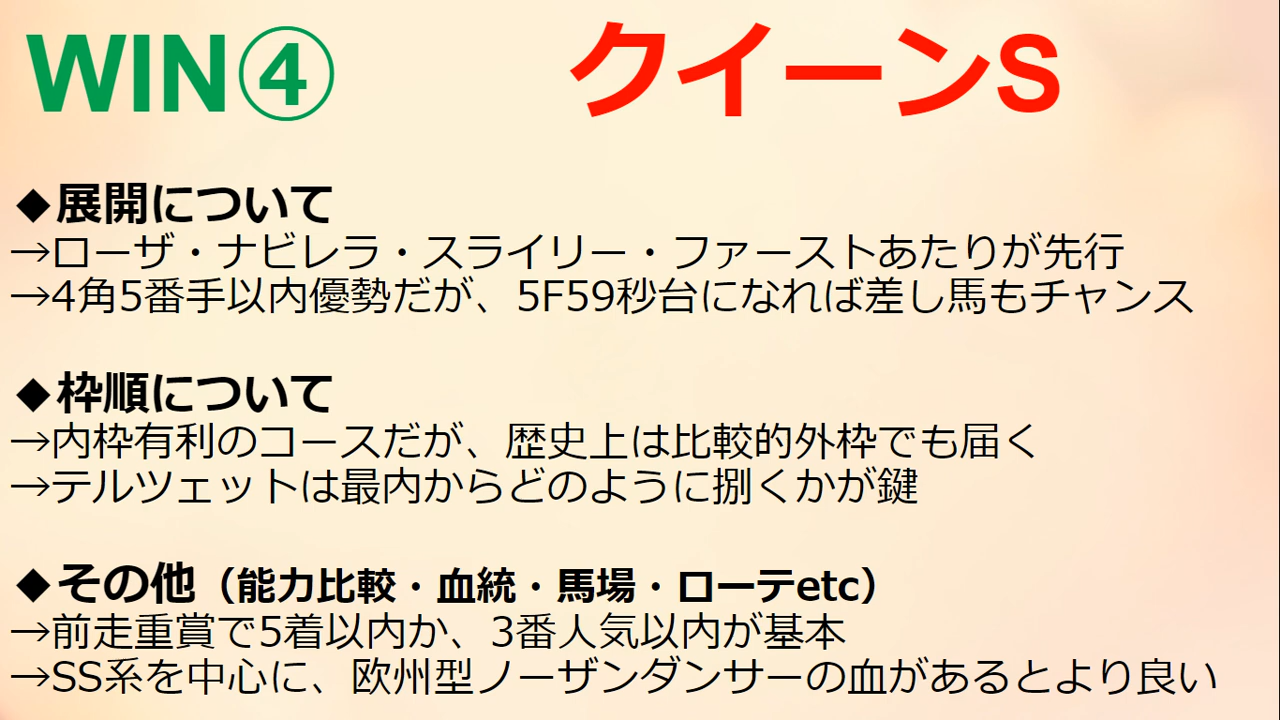 WIN④ クイーンS
◆展開について
→ローザ・ナビレラ・スライリー・ファーストあたりが先行
→4角5番手以内優勢だが、5F59秒台になれば差し馬もチャンス
◆枠順について
→内枠有利のコースだが、歴史上は比較的外枠でも届く
→テルツェットは最内からどのように捌くかが鍵
◆その他（能力比較・血統・馬場・ローテetc）
→前走重賞で5着以内か、3番人気以内が基本
→SS系を中心に、欧州型ノーザンダンサーの血があるとより良い